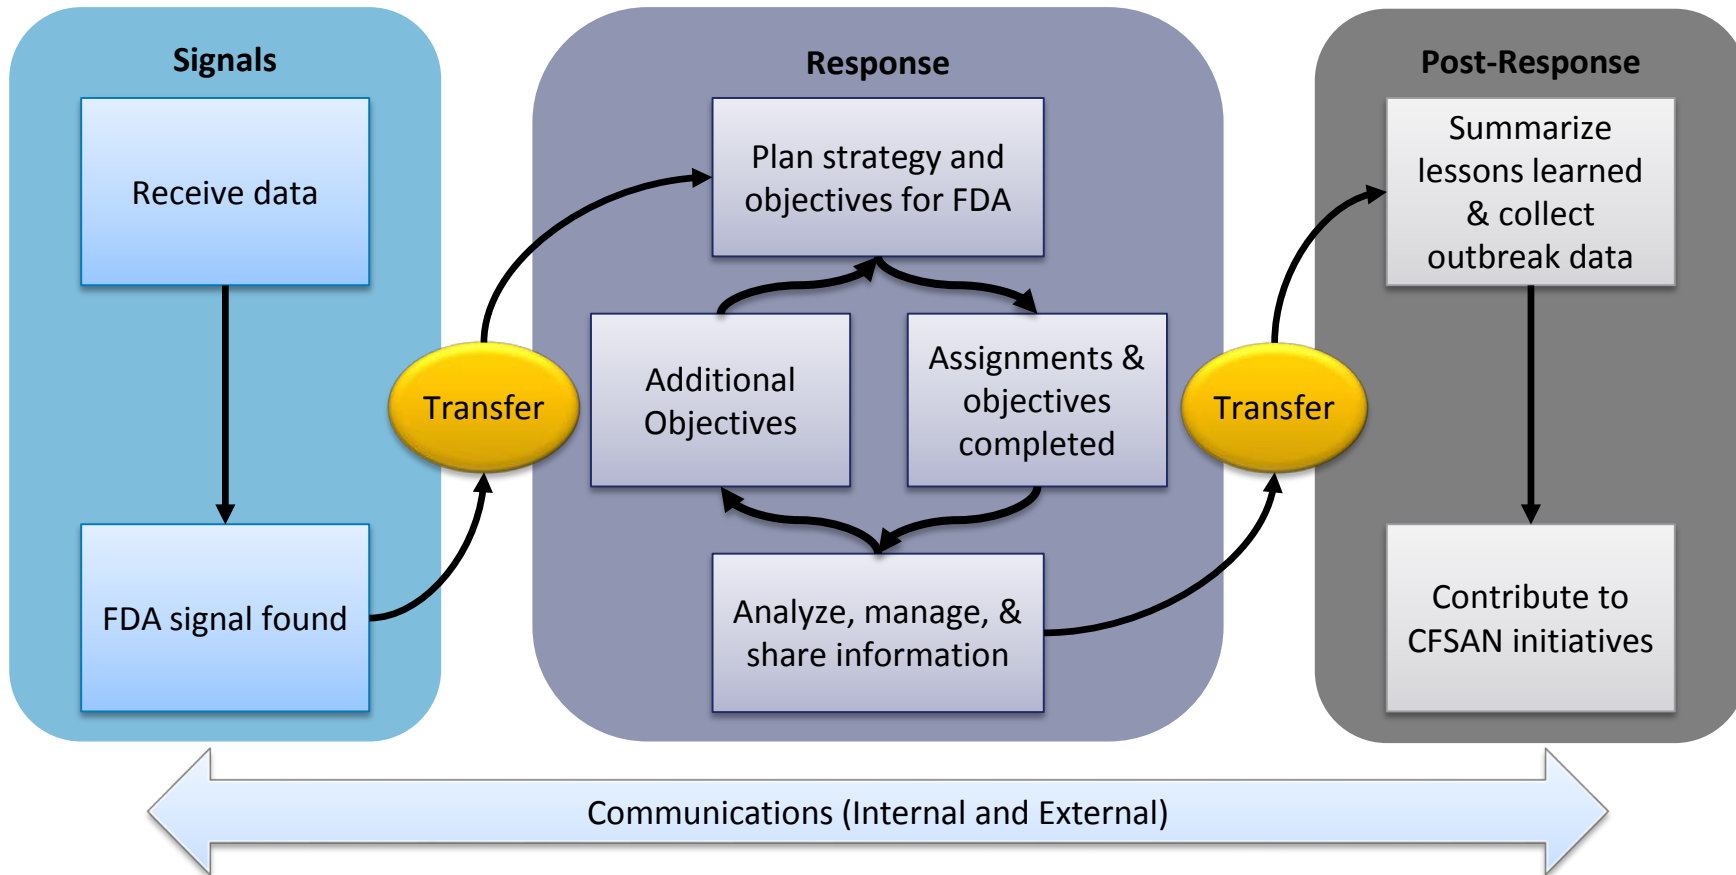 Signals
Receive data
FDA signal found
Transfer
Response
Plan strategy and
objectives for FDA
Additional
Objectives
Assignments &
objectives
completed
Analyze, manage, &
share information
Transfer
Post-Response
Summarize
lessons learned
& collect
outbreak data
Contribute to
CFSAN initiatives
Communications (Internal and External)